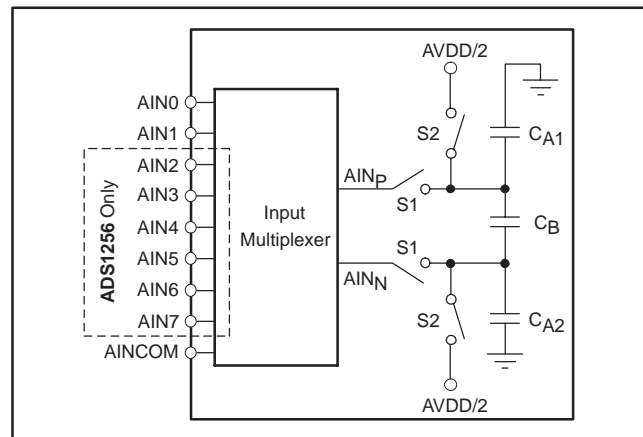 AVDD/2
AIN0
AIN1
AIN2
AIN3
AIN4
AIN5
AIN6
AIN7
AINCOM
ADS1256 Only
Input
Multiplexer
AINP
S1
S2
CA1
CB
S1
AINN
S2
CA2
AVDD/2